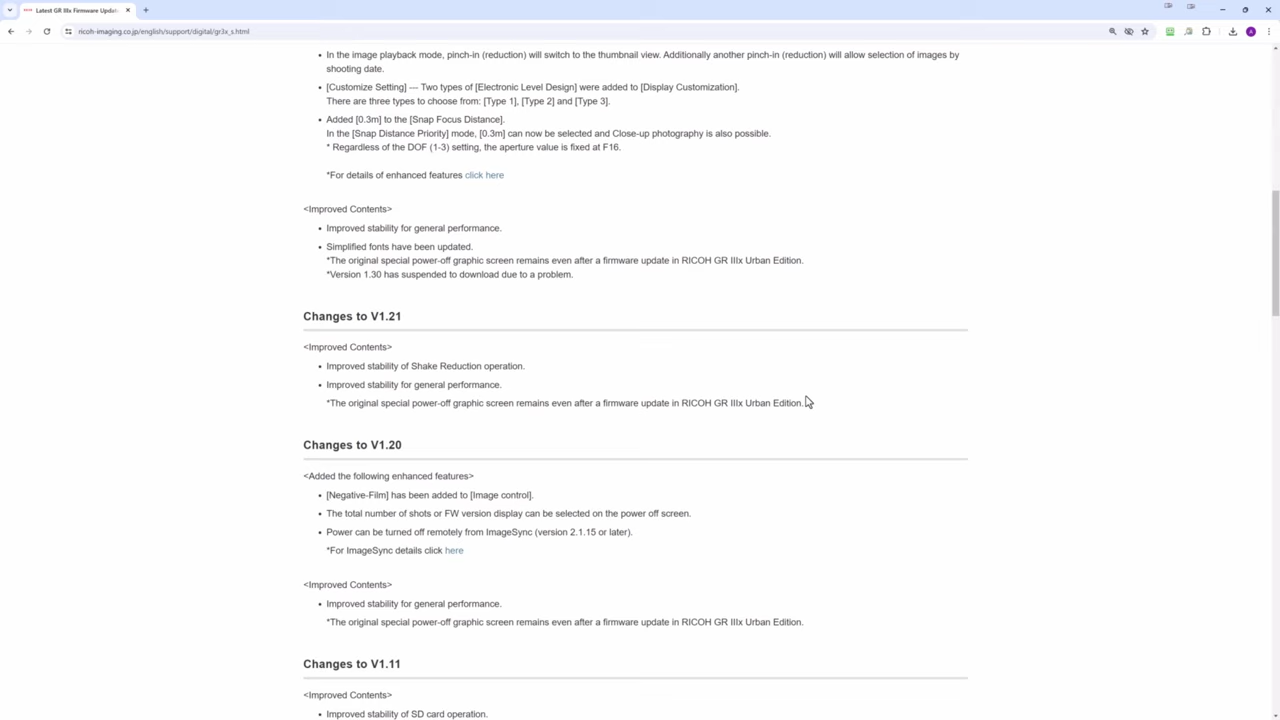 Latest GR IIIx Firmware Updat
ricoh-imaging.co.jp/english/support/digital/gr3x_s.html
• In the image playback mode, pinch-in (reduction) will switch to the thumbnail view. Additionally another pinch-in (reduction) will allow selection of images by
shooting date.
• [Customize Setting] --- Two types of [Electronic Level Design] were added to [Display Customization].
There are three types to choose from: [Type 1], [Type 2] and [Type 3].
• Added [0.3m] to the [Snap Focus Distance].
In the [Snap Distance Priority] mode, [0.3m] can now be selected and Close-up photography is also possible.
* Regardless of the DOF (1-3) setting, the aperture value is fixed at F16.
*For details of enhanced features click here
<Improved Contents>
• Improved stability for general performance.
• Simplified fonts have been updated.
*The original special power-off graphic screen remains even after a firmware update in RICOH GR IIIx Urban Edition.
*Version 1.30 has suspended to download due to a problem.
Changes to V1.21
<Improved Contents>
• Improved stability of Shake Reduction operation.
• Improved stability for general performance.
*The original special power-off graphic screen remains even after a firmware update in RICOH GR IIIx Urban Edition.
Changes to V1.20
<Added the following enhanced features>
• [Negative-Film] has been added to [Image control].
• The total number of shots or FW version display can be selected on the power off screen.
• Power can be turned off remotely from ImageSync (version 2.1.15 or later).
*For ImageSync details click here
<Improved Contents>
• Improved stability for general performance.
*The original special power-off graphic screen remains even after a firmware update in RICOH GR IIIx Urban Edition.
Changes to V1.11
<Improved Contents>
• Improved stability of SD card operation.